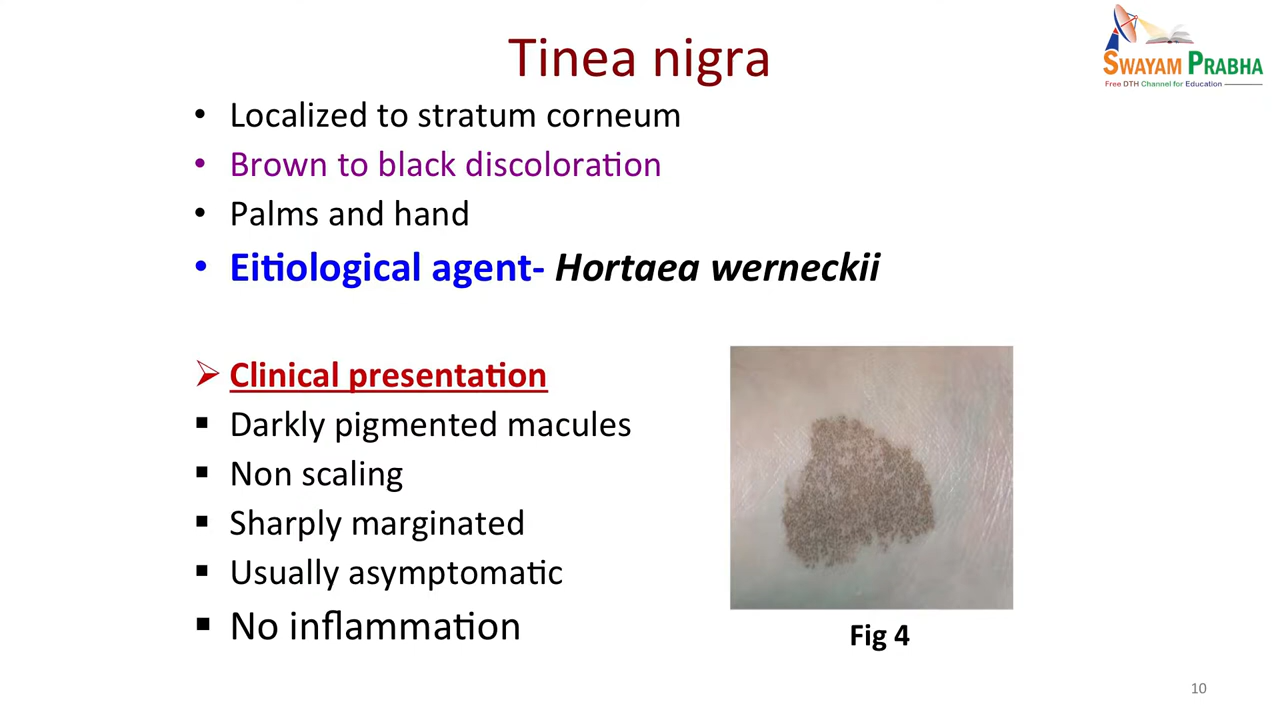 Tinea nigra
SWAYAM PRABHA
Free DTH Channel for Education
• Localized to stratum corneum
• Brown to black discoloration
• Palms and hand
• Eitiological agent- Hortaea werneckii
➢ Clinical presentation
▪ Darkly pigmented macules
▪ Non scaling
▪ Sharply marginated
▪ Usually asymptomatic
▪ No inflammation
Fig 4
10